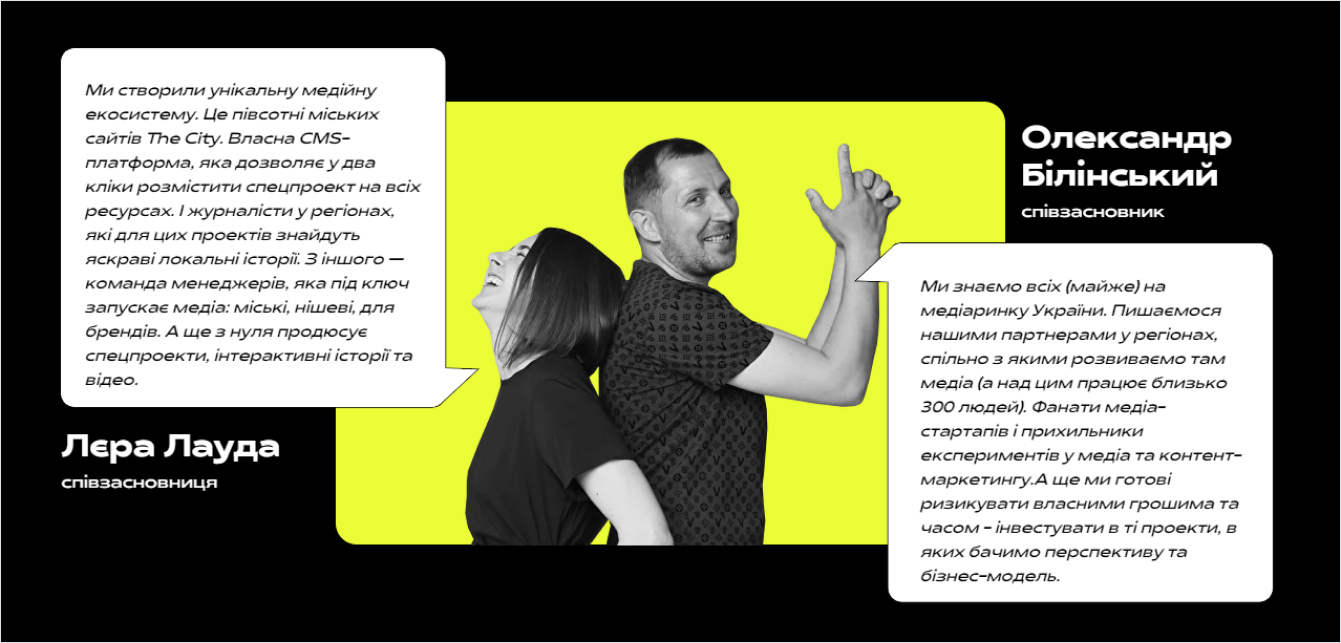 Ми створили унікальну медійну
екосистему. Це півсотні міських
сайтів The City. Власна CMS-
платформа, яка дозволяє у два
кліки розмістити спецпроект на всіх
ресурсах. І журналісти у регіонах,
які для цих проектів знайдуть
яскраві локальні історії. З іншого —
команда менеджерів, яка під ключ
запускає медіа: міські, нішеві, для
брендів. А ще з нуля продюсує
спецпроекти, інтерактивні історії та
відео.
Лєра Лауда
співзасновниця
Олександр
Білінський
співзасновник
Ми знаємо всіх (майже) на
медіаринку України. Пишаємося
нашими партнерами у регіонах,
спільно з якими розвиваємо там
медіа (а над цим працює близько
300 людей). Фанати медіа-
стартапів і прихильники
експериментів у медіа та контент-
маркетингу.А ще ми готові
ризикувати власними грошима та
часом - інвестувати в ті проекти, в
яких бачимо перспективу та
бізнес-модель.